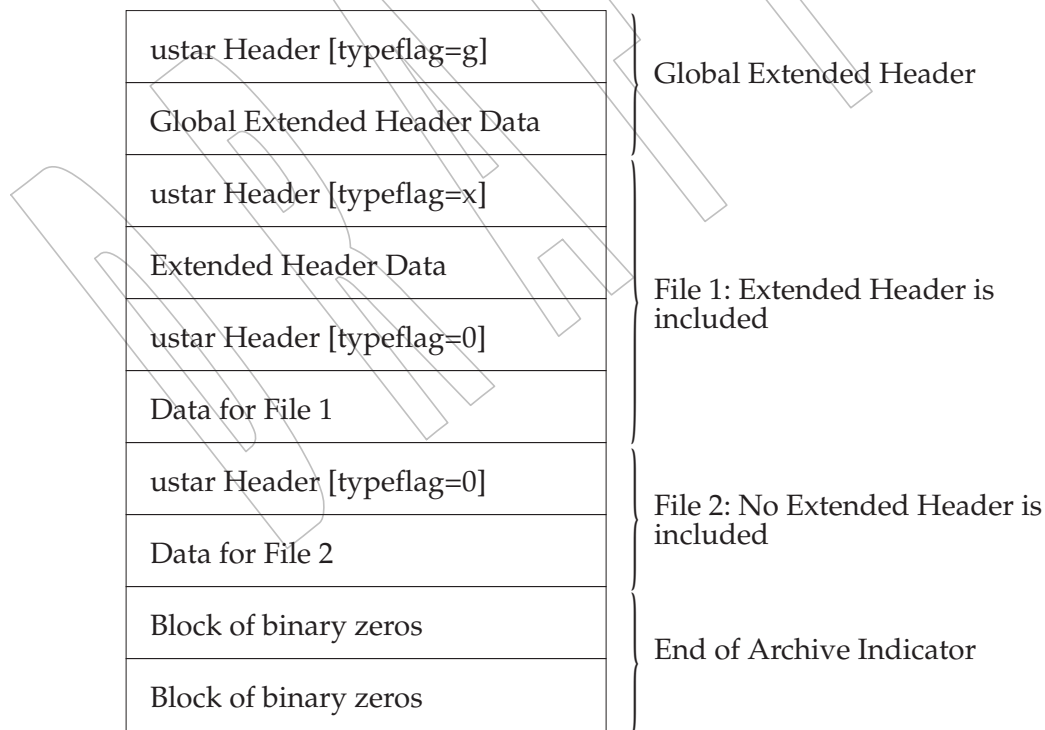 ustar Header [typeflag=g]
Global Extended Header Data
Global Extended Header
ustar Header [typeflag=x]
Extended Header Data
ustar Header [typeflag=0]
Data for File 1
File 1: Extended Header is
included
ustar Header [typeflag=0]
Data for File 2
File 2: No Extended Header is
included
Block of binary zeros
Block of binary zeros
End of Archive Indicator
DRAFT